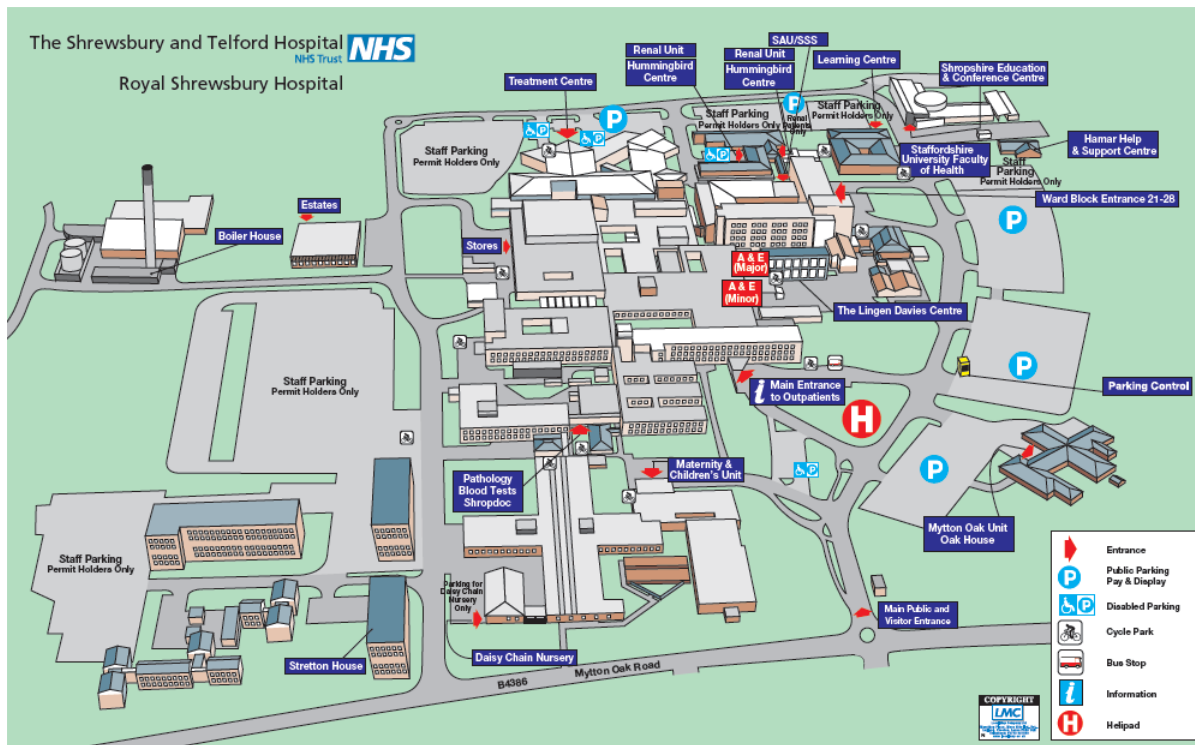 The Shrewsbury and Telford Hospital
NHS
NHS Trust
Royal Shrewsbury Hospital
Treatment Centre
Renal Unit
Hummingbird
Centre
Renal Unit
Hummingbird
Centre
SAU/SSS
Learning Centre
Shropshire Education
& Conference Centre
Staff Parking
Permit Holders Only
P
Renal
Patients
Only
Staff Parking
Permit Holders Only
Hamar Help
& Support Centre
Staffordshire
University Faculty
of Health
Staff
Parking
Permit Holders Only
Ward Block Entrance 21-28
P
P
P
P
P
Staff Parking
Permit Holders Only
Estates
Boiler House
Stores
A & E
(Major)
A & E
(Minor)
The Lingen Davies Centre
P
Parking Control
Staff Parking
Permit Holders Only
i
Main Entrance
to Outpatients
H
Pathology
Blood Tests
Shropdoc
Maternity &
Children's Unit
P
P
Mytton Oak Unit
Oak House
Staff Parking
Permit Holders Only
Parking for
Daisy Chain
Nursery
Only
Main Public and
Visitor Entrance
Stretton House
Daisy Chain Nursery
B4386
Mytton Oak Road
Entrance
P
Public Parking
Pay & Display
P
Disabled Parking
Cycle Park
Bus Stop
i
Information
H
Helipad
COPYRIGHT
LMC